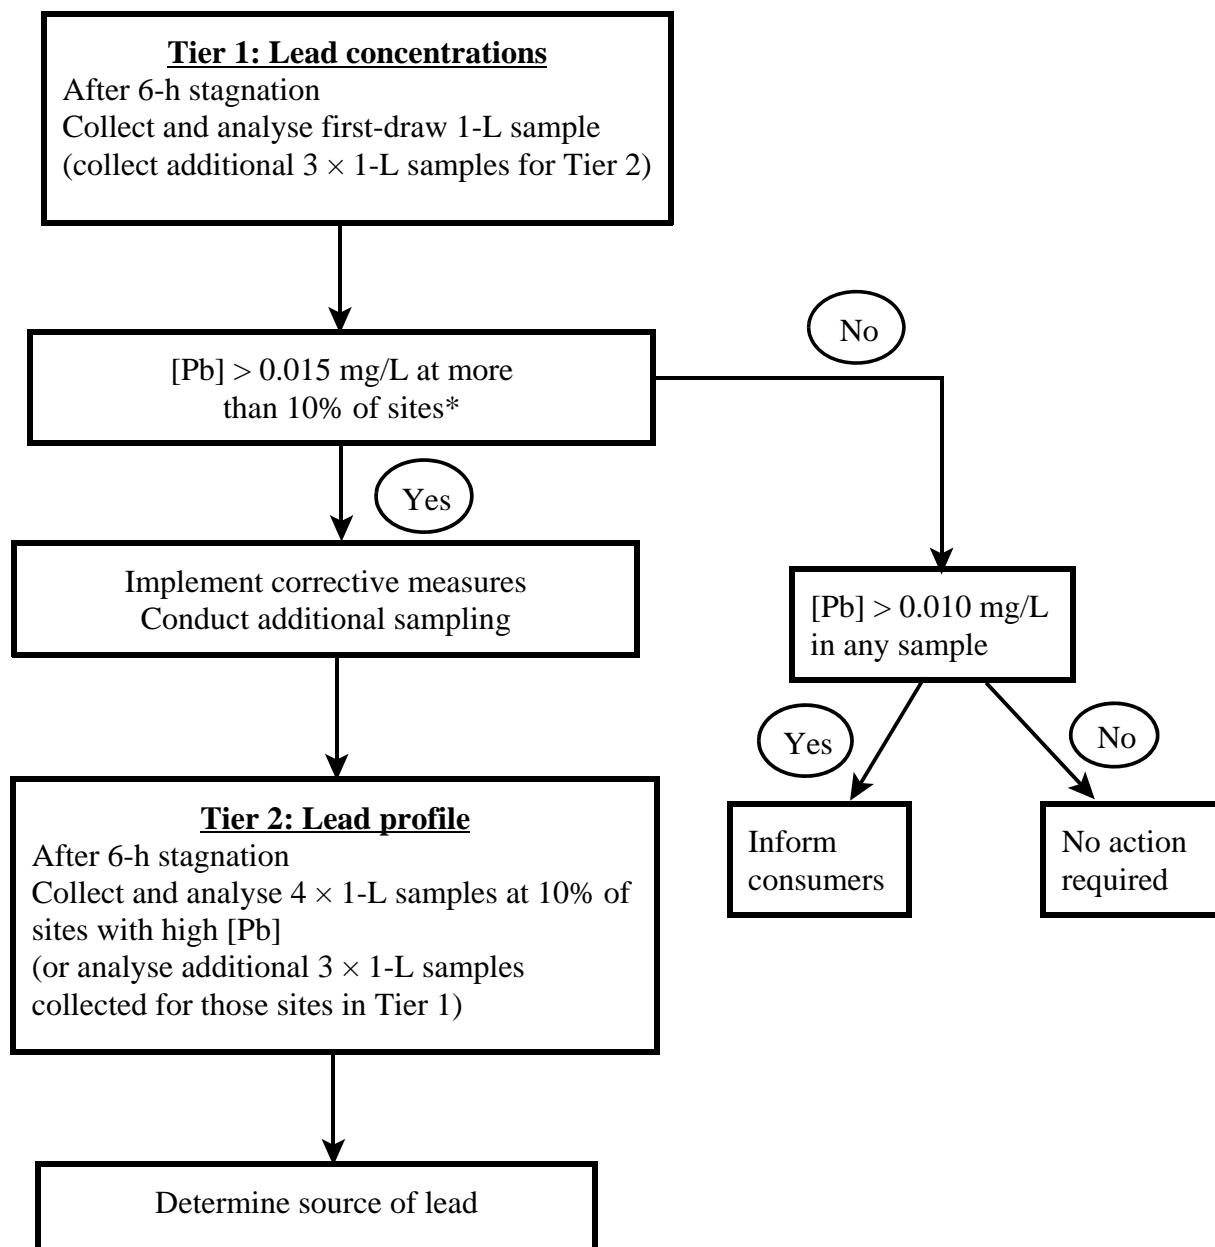 Tier 1: Lead concentrations
After 6-h stagnation
Collect and analyse first-draw 1-L sample
(collect additional 3 × 1-L samples for Tier 2)
No
[Pb] > 0.015 mg/L at more
than 10% of sites*
Yes
Implement corrective measures
Conduct additional sampling
[Pb] > 0.010 mg/L
in any sample
Yes
No
Tier 2: Lead profile
After 6-h stagnation
Collect and analyse 4 × 1-L samples at 10% of
sites with high [Pb]
(or analyse additional 3 × 1-L samples
collected for those sites in Tier 1)
Inform
consumers
No action
required
Determine source of lead